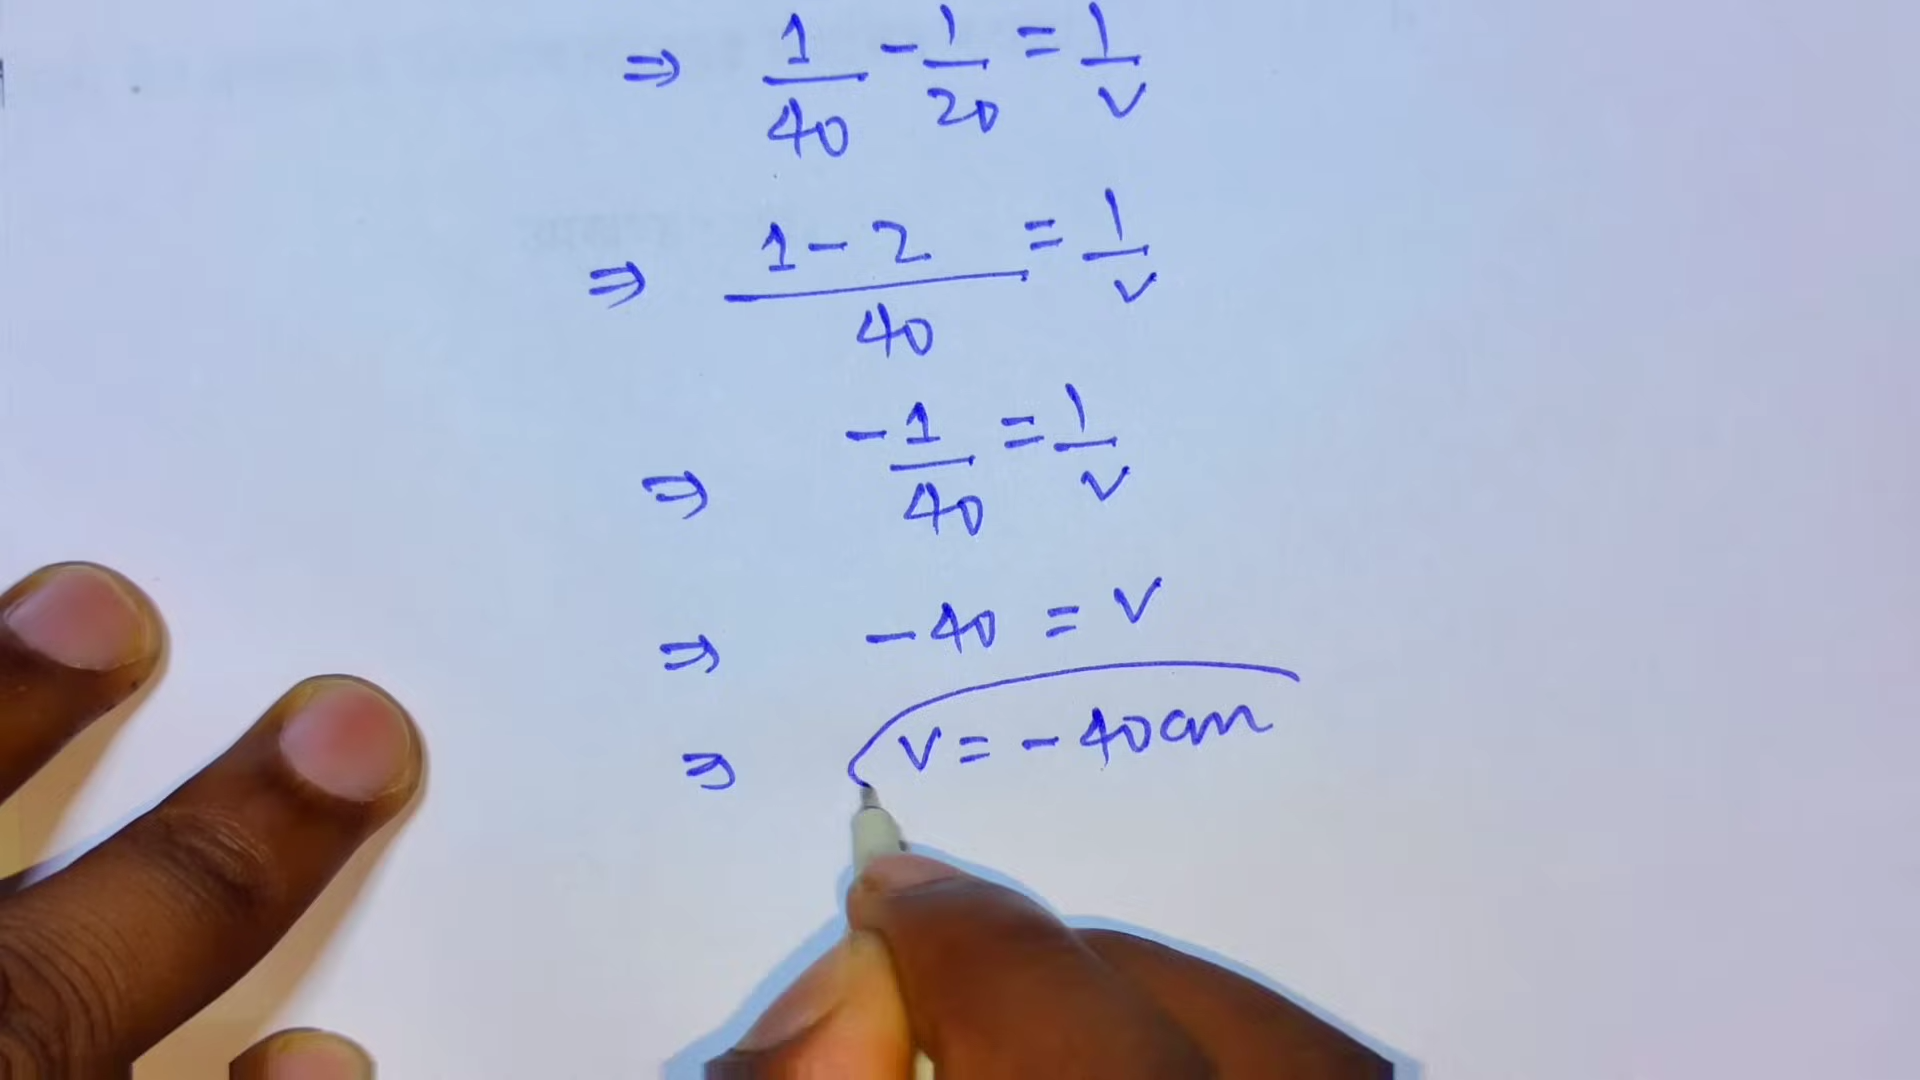 ⇒ 1/40 - 1/20 = 1/v
⇒ (1 - 2)/40 = 1/v
⇒ -1/40 = 1/v
⇒ -40 = v
⇒ v = -40cm